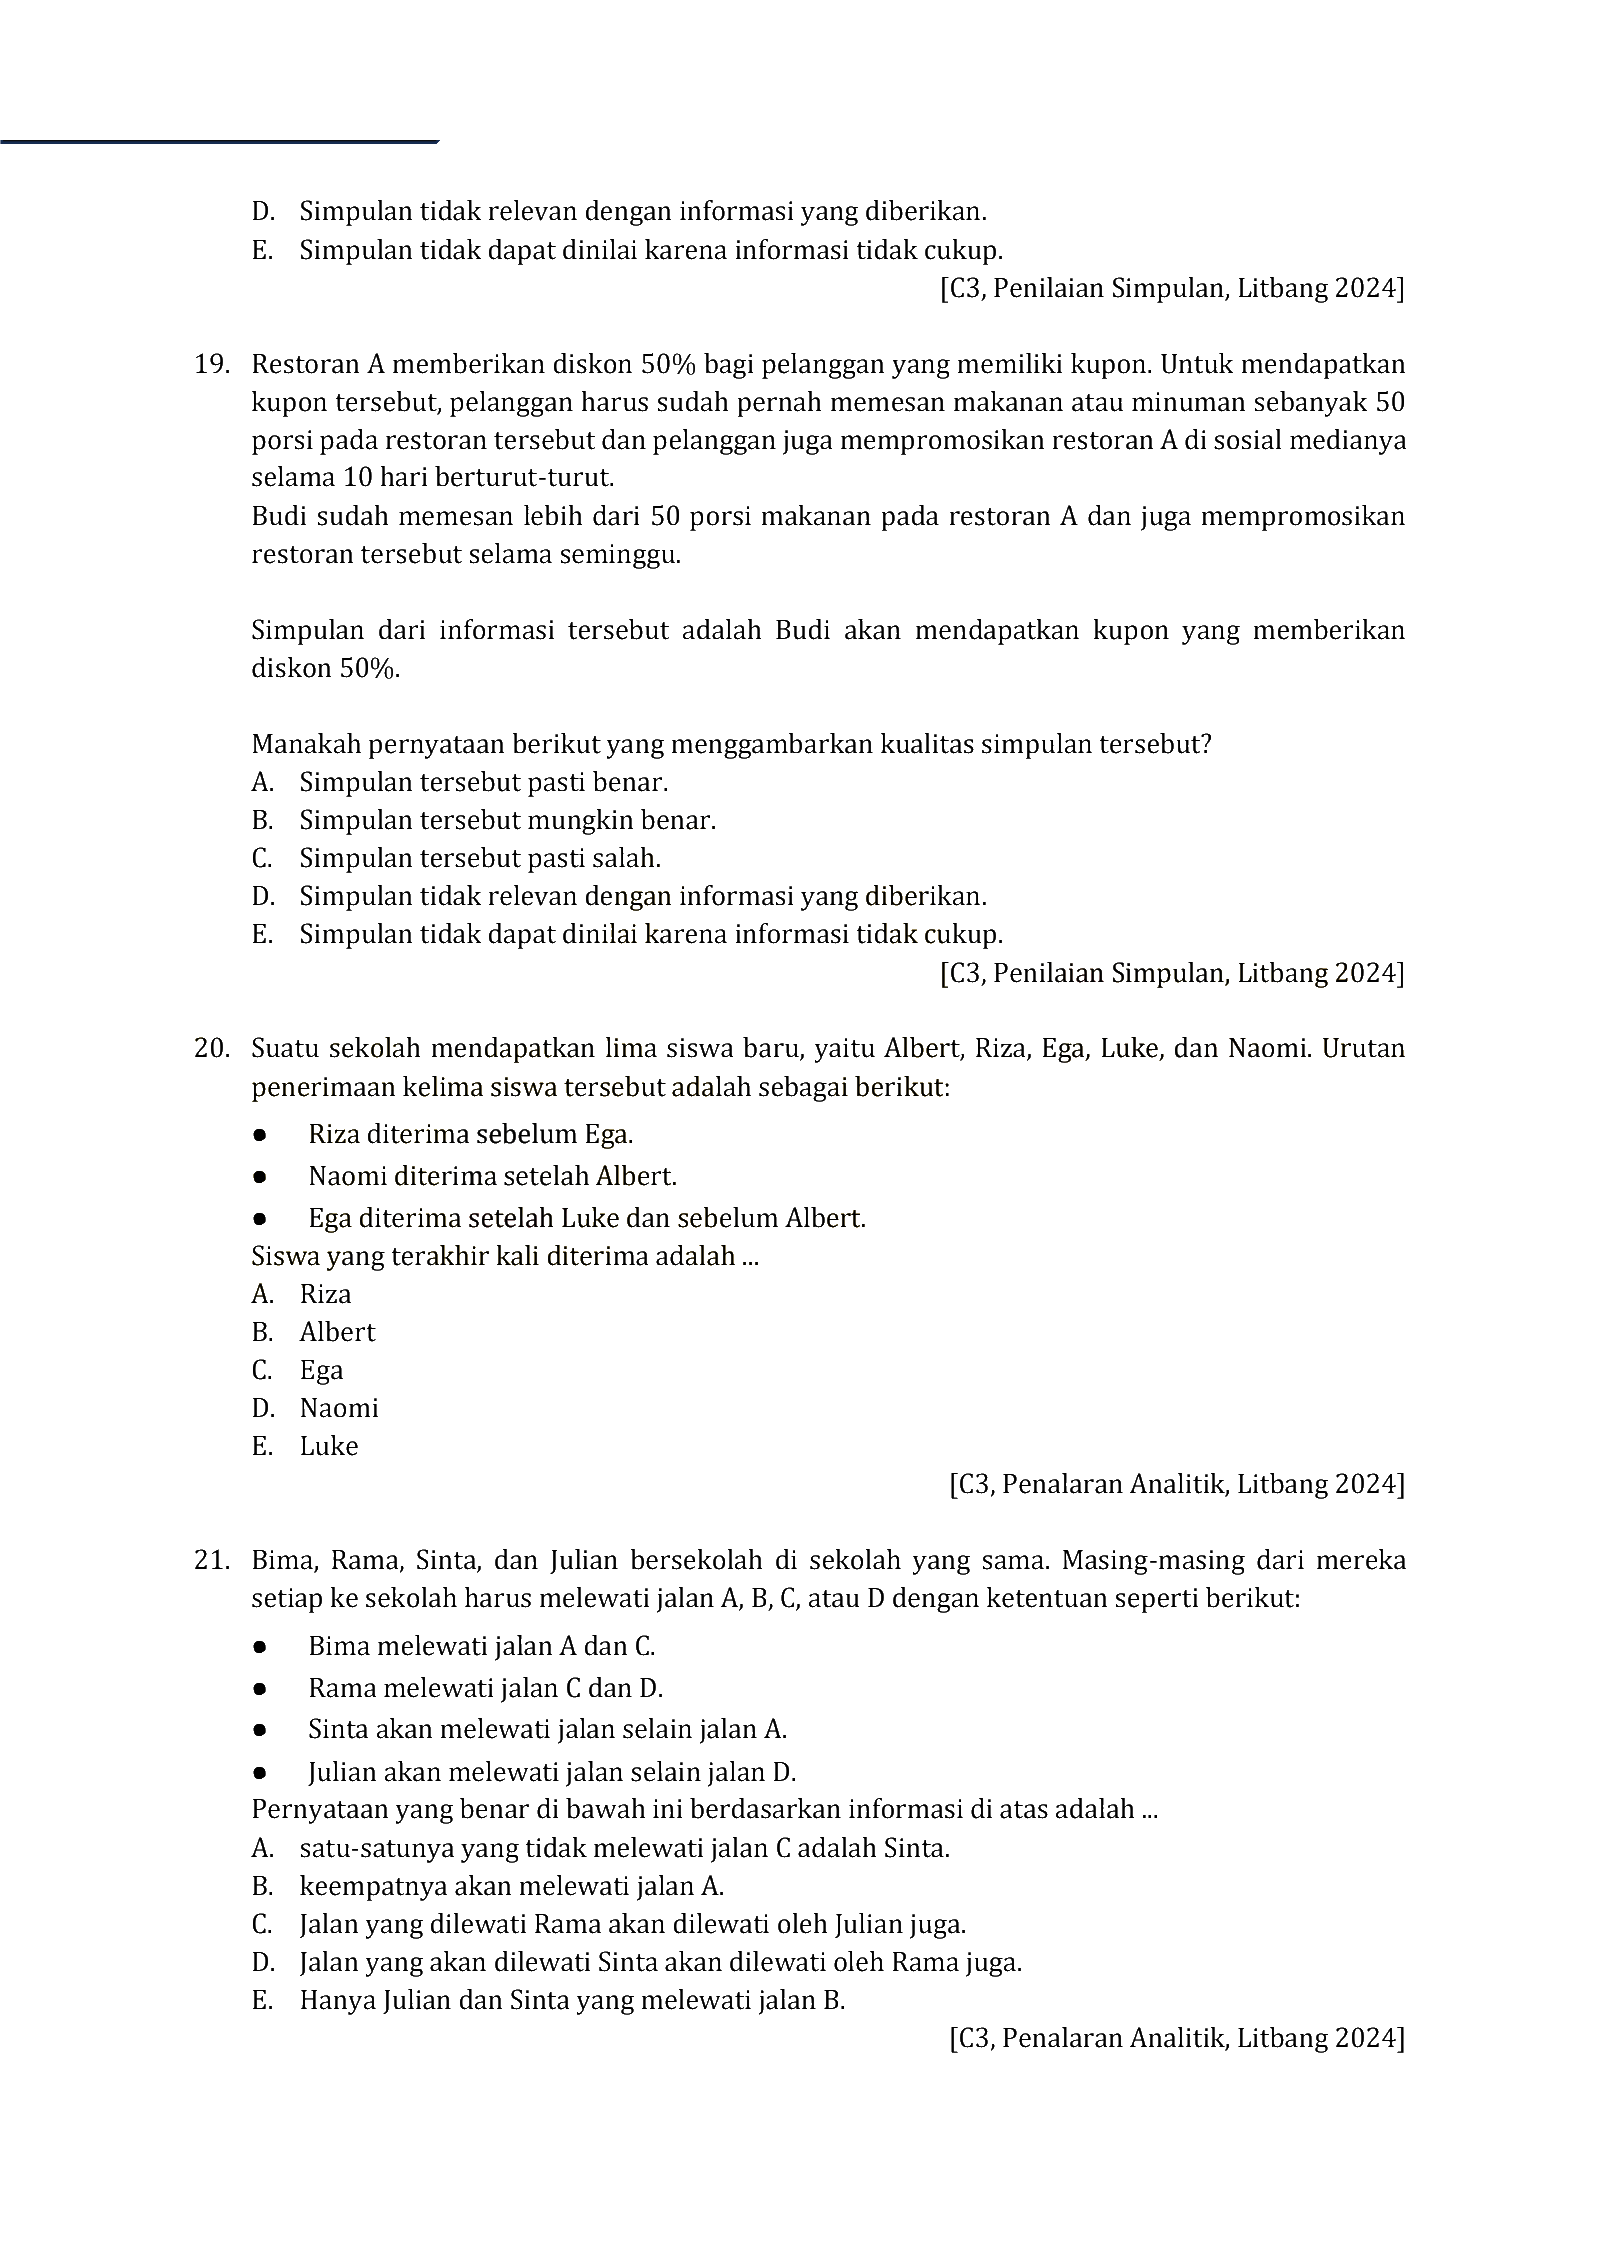 D. Simpulan tidak relevan dengan informasi yang diberikan.
E. Simpulan tidak dapat dinilai karena informasi tidak cukup.
[C3, Penilaian Simpulan, Litbang 2024]
19. Restoran A memberikan diskon 50% bagi pelanggan yang memiliki kupon. Untuk mendapatkan
kupon tersebut, pelanggan harus sudah pernah memesan makanan atau minuman sebanyak 50
porsi pada restoran tersebut dan pelanggan juga mempromosikan restoran A di sosial medianya
selama 10 hari berturut-turut.
Budi sudah memesan lebih dari 50 porsi makanan pada restoran A dan juga mempromosikan
restoran tersebut selama seminggu.
Simpulan dari informasi tersebut adalah Budi akan mendapatkan kupon yang memberikan
diskon 50%.
Manakah pernyataan berikut yang menggambarkan kualitas simpulan tersebut?
A. Simpulan tersebut pasti benar.
B. Simpulan tersebut mungkin benar.
C. Simpulan tersebut pasti salah.
D. Simpulan tidak relevan dengan informasi yang diberikan.
E. Simpulan tidak dapat dinilai karena informasi tidak cukup.
[C3, Penilaian Simpulan, Litbang 2024]
20. Suatu sekolah mendapatkan lima siswa baru, yaitu Albert, Riza, Ega, Luke, dan Naomi. Urutan
penerimaan kelima siswa tersebut adalah sebagai berikut:
● Riza diterima sebelum Ega.
● Naomi diterima setelah Albert.
● Ega diterima setelah Luke dan sebelum Albert.
Siswa yang terakhir kali diterima adalah ...
A. Riza
B. Albert
C. Ega
D. Naomi
E. Luke
[C3, Penalaran Analitik, Litbang 2024]
21. Bima, Rama, Sinta, dan Julian bersekolah di sekolah yang sama. Masing-masing dari mereka
setiap ke sekolah harus melewati jalan A, B, C, atau D dengan ketentuan seperti berikut:
● Bima melewati jalan A dan C.
● Rama melewati jalan C dan D.
● Sinta akan melewati jalan selain jalan A.
● Julian akan melewati jalan selain jalan D.
Pernyataan yang benar di bawah ini berdasarkan informasi di atas adalah ...
A. satu-satunya yang tidak melewati jalan C adalah Sinta.
B. keempatnya akan melewati jalan A.
C. Jalan yang dilewati Rama akan dilewati oleh Julian juga.
D. Jalan yang akan dilewati Sinta akan dilewati oleh Rama juga.
E. Hanya Julian dan Sinta yang melewati jalan B.
[C3, Penalaran Analitik, Litbang 2024]